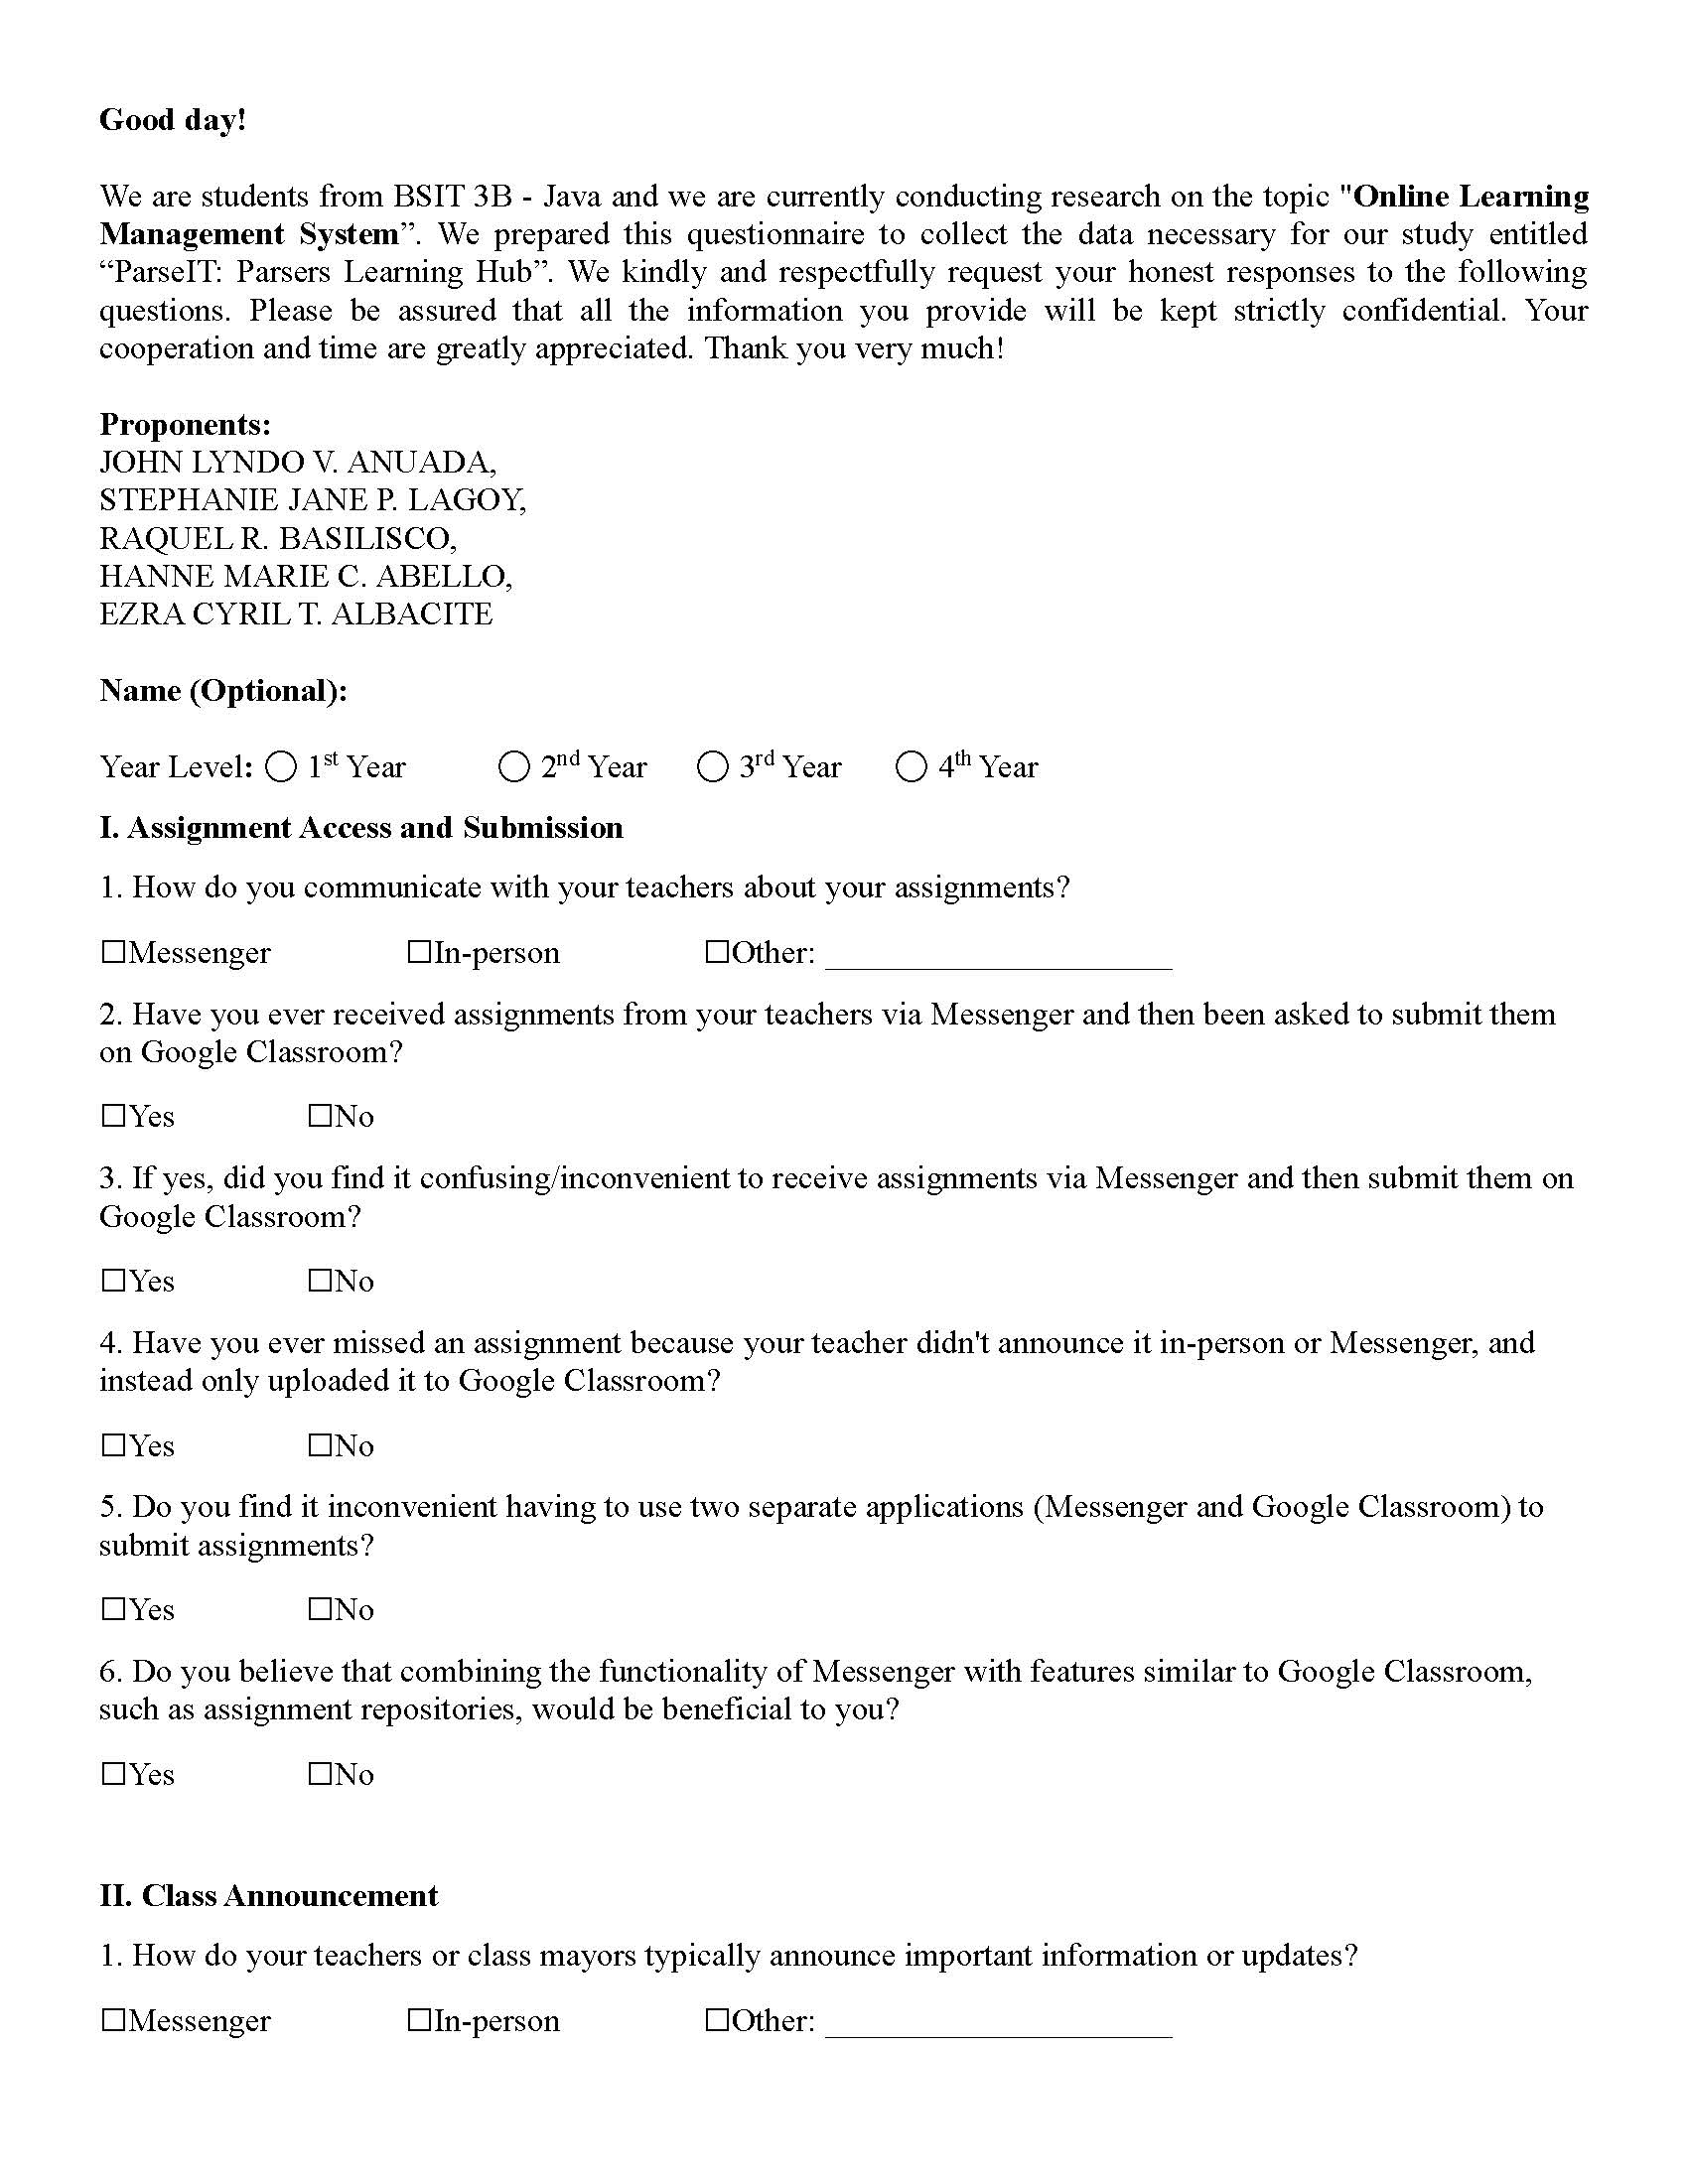 Good day!
We are students from BSIT 3B - Java and we are currently conducting research on the topic "Online Learning
Management System”. We prepared this questionnaire to collect the data necessary for our study entitled
“ParseIT: Parsers Learning Hub”. We kindly and respectfully request your honest responses to the following
questions. Please be assured that all the information you provide will be kept strictly confidential. Your
cooperation and time are greatly appreciated. Thank you very much!
Proponents:
JOHN LYNDO V. ANUADA,
STEPHANIE JANE P. LAGOY,
RAQUEL R. BASILISCO,
HANNE MARIE C. ABELLO,
EZRA CYRIL T. ALBACITE
Name (Optional):
Year Level: ◯ 1st Year ◯ 2nd Year ◯ 3rd Year ◯ 4th Year
I. Assignment Access and Submission
1. How do you communicate with your teachers about your assignments?
☐Messenger ☐In-person ☐Other: ______________________
2. Have you ever received assignments from your teachers via Messenger and then been asked to submit them
on Google Classroom?
☐Yes ☐No
3. If yes, did you find it confusing/inconvenient to receive assignments via Messenger and then submit them on
Google Classroom?
☐Yes ☐No
4. Have you ever missed an assignment because your teacher didn't announce it in-person or Messenger, and
instead only uploaded it to Google Classroom?
☐Yes ☐No
5. Do you find it inconvenient having to use two separate applications (Messenger and Google Classroom) to
submit assignments?
☐Yes ☐No
6. Do you believe that combining the functionality of Messenger with features similar to Google Classroom,
such as assignment repositories, would be beneficial to you?
☐Yes ☐No
II. Class Announcement
1. How do your teachers or class mayors typically announce important information or updates?
☐Messenger ☐In-person ☐Other: ______________________